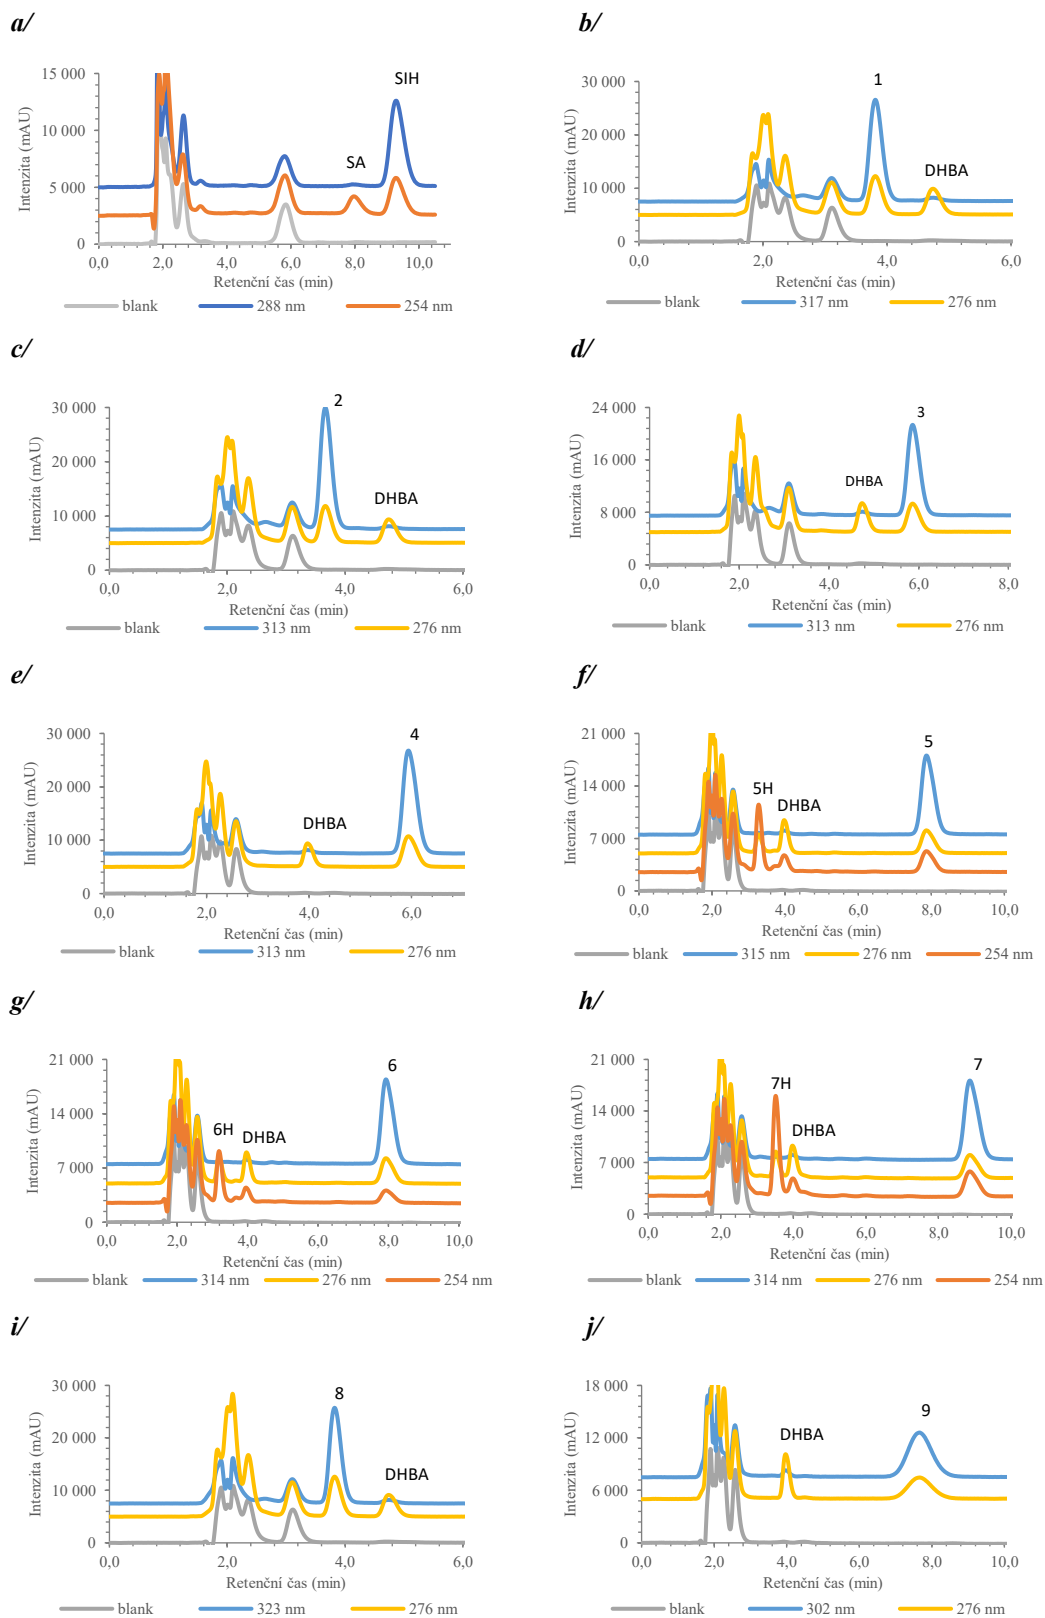 a/
15 000
10 000
5 000
0
Intenzita (mAU)
SIH
SA
0,0 2,0 4,0 6,0 8,0 10,0
Retenční čas (min)
blank 288 nm 254 nm
b/
30 000
20 000
10 000
0
Intenzita (mAU)
1
DHBA
0,0 2,0 4,0 6,0
Retenční čas (min)
blank 317 nm 276 nm
c/
30 000
20 000
10 000
0
Intenzita (mAU)
2
DHBA
0,0 2,0 4,0 6,0
Retenční čas (min)
blank 313 nm 276 nm
d/
24 000
16 000
8 000
0
Intenzita (mAU)
3
DHBA
0,0 2,0 4,0 6,0 8,0
Retenční čas (min)
blank 313 nm 276 nm
e/
30 000
20 000
10 000
0
Intenzita (mAU)
4
DHBA
0,0 2,0 4,0 6,0
Retenční čas (min)
blank 313 nm 276 nm
f/
21 000
14 000
7 000
0
Intenzita (mAU)
5
5H
DHBA
0,0 2,0 4,0 6,0 8,0 10,0
Retenční čas (min)
blank 315 nm 276 nm 254 nm
g/
21 000
14 000
7 000
0
Intenzita (mAU)
6
6H
DHBA
0,0 2,0 4,0 6,0 8,0 10,0
Retenční čas (min)
blank 314 nm 276 nm 254 nm
h/
21 000
14 000
7 000
0
Intenzita (mAU)
7
7H
DHBA
0,0 2,0 4,0 6,0 8,0 10,0
Retenční čas (min)
blank 314 nm 276 nm 254 nm
i/
30 000
20 000
10 000
0
Intenzita (mAU)
8
DHBA
0,0 2,0 4,0 6,0
Retenční čas (min)
blank 323 nm 276 nm
j/
18 000
12 000
6 000
0
Intenzita (mAU)
9
DHBA
0,0 2,0 4,0 6,0 8,0 10,0
Retenční čas (min)
blank 302 nm 276 nm